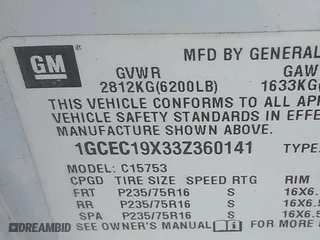 GM
MFD BY GENERAL
GVWR GAW
2812KG(6200LB) 1633KG
THIS VEHICLE CONFORMS TO ALL AP
VEHICLE SAFETY STANDARDS IN EFFE
MANUFACTURE SHOWN ABOVE.
1GCEC19X33Z360141 TYPE:
MODEL: C15753
CPGD TIRE SIZE SPEED RTG RIM
FRT P235/75R16 S 16X6.5
RR P235/75R16 S 16X6.5
SPA P235/75R16 S 16X6.
SEE OWNER'S MANUAL FOR MORE
DREAMBID